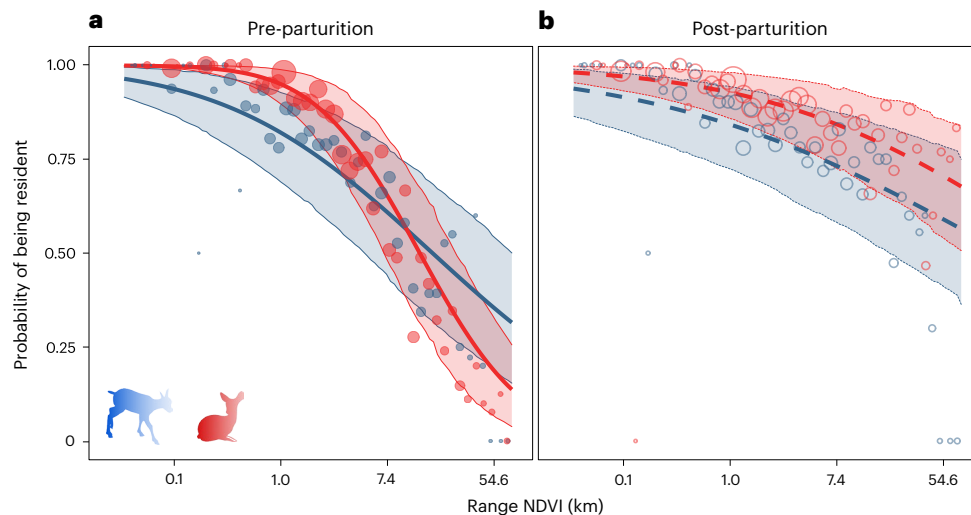 a
Pre-parturition
b
Post-parturition
Probability of being resident
1.00
0.75
0.50
0.25
0
0.1
1.0
7.4
54.6
0.1
1.0
7.4
54.6
Range NDVI (km)